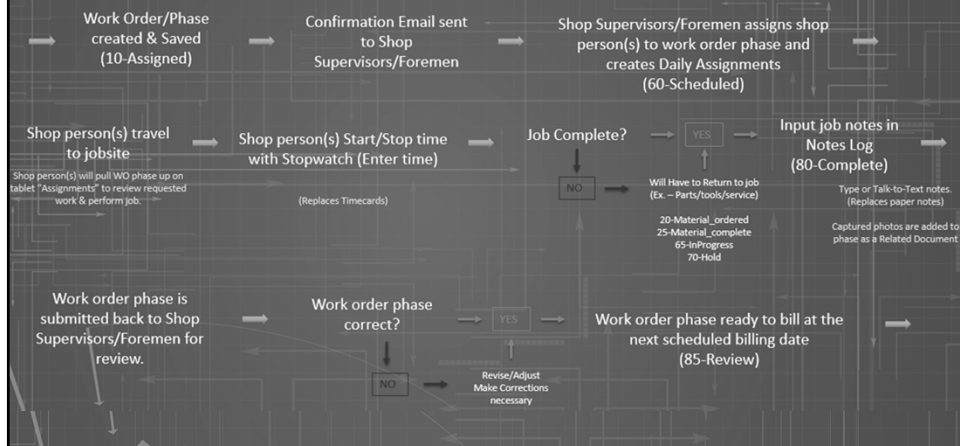 Work Order/Phase
created & Saved
(10-Assigned)
Confirmation Email sent
to Shop
Supervisors/Foremen
Shop Supervisors/Foremen assigns shop
person(s) to work order phase and
creates Daily Assignments
(60-Scheduled)
Shop person(s) travel
to jobsite
Shop person(s) will pull WO phase up on
tablet "Assignments" to review requested
work & perform job.
Shop person(s) Start/Stop time
with Stopwatch (Enter time)
(Replaces Timecards)
Job Complete?
YES
NO
Will Have to Return to job
(Ex. – Parts/tools/service)
20-Material_ordered
25-Material_complete
65-InProgress
70-Hold
Input job notes in
Notes Log
(80-Complete)
Type or Talk-to-Text notes.
(Replaces paper notes)
Captured photos are added to
phase as a Related Document
Work order phase is
submitted back to Shop
Supervisors/Foremen for
review.
Work order phase
correct?
YES
NO
Revise/Adjust
Make Corrections
necessary
Work order phase ready to bill at the
next scheduled billing date
(85-Review)